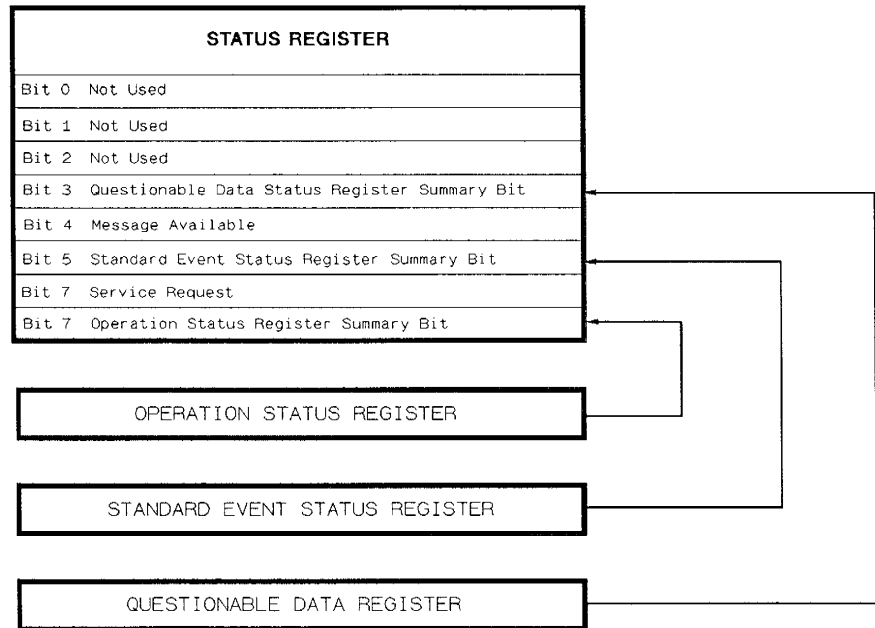 STATUS REGISTER
Bit 0 Not Used
Bit 1 Not Used
Bit 2 Not Used
Bit 3 Questionable Data Status Register Summary Bit
Bit 4 Message Available
Bit 5 Standard Event Status Register Summary Bit
Bit 7 Service Request
Bit 7 Operation Status Register Summary Bit
OPERATION STATUS REGISTER
STANDARD EVENT STATUS REGISTER
QUESTIONABLE DATA REGISTER